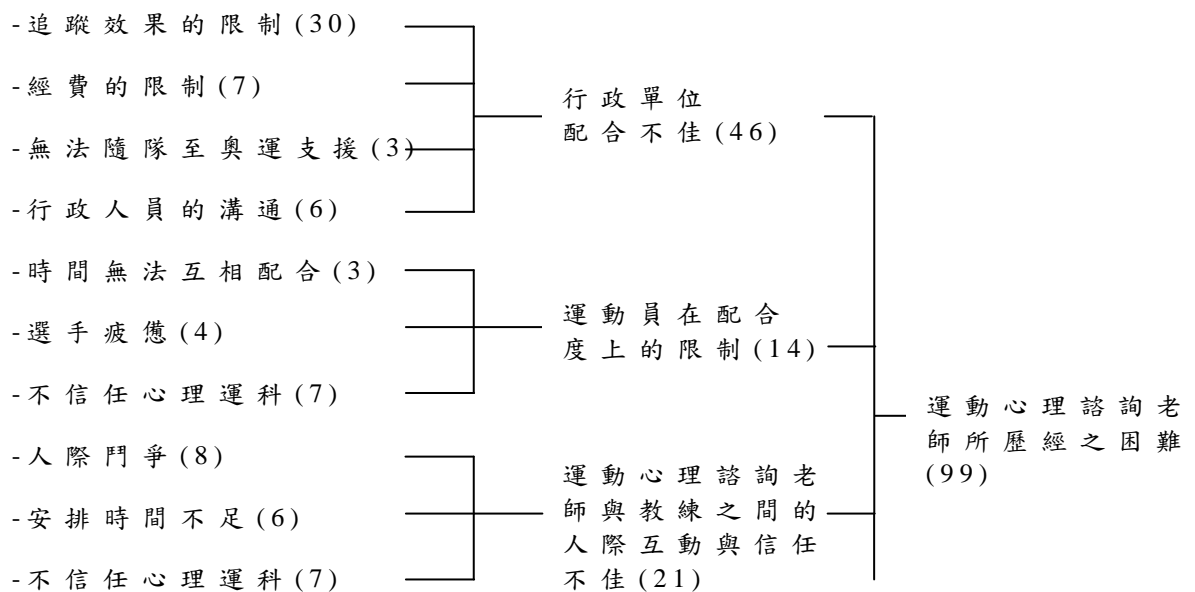 -追蹤效果的限制(30)
-經費的限制(7)
-無法隨隊至奧運支援(3)
-行政人員的溝通(6)
行政單位
配合不佳(46)
-時間無法互相配合(3)
-選手疲憊(4)
-不信任心理運科(7)
運動員在配合
度上的限制(14)
-人際鬥爭(8)
-安排時間不足(6)
-不信任心理運科(7)
運動心理諮詢老
師與教練之間的
人際互動與信任
不佳(21)
運動心理諮詢老
師所歷經之困難
(99)